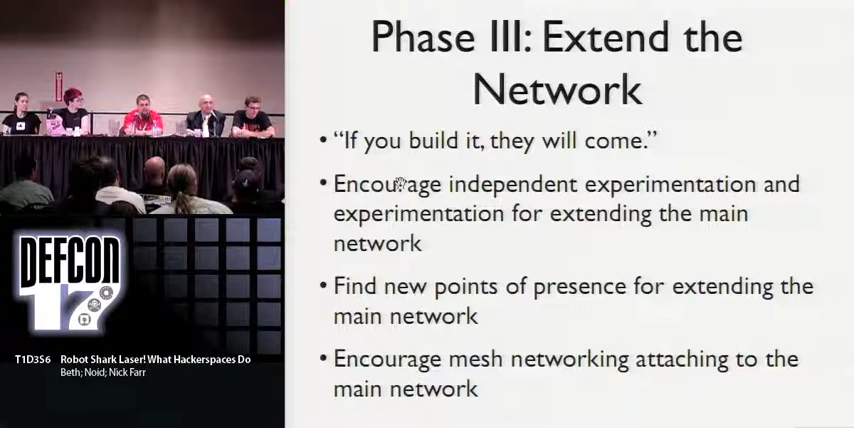 Phase III: Extend the
Network
• “If you build it, they will come.”
• Encourage independent experimentation and
experimentation for extending the main
network
• Find new points of presence for extending the
main network
• Encourage mesh networking attaching to the
main network
DEFCON
17
T1D3S6 Robot Shark Laser! What Hackerspaces Do
Beth; Noid; Nick Farr